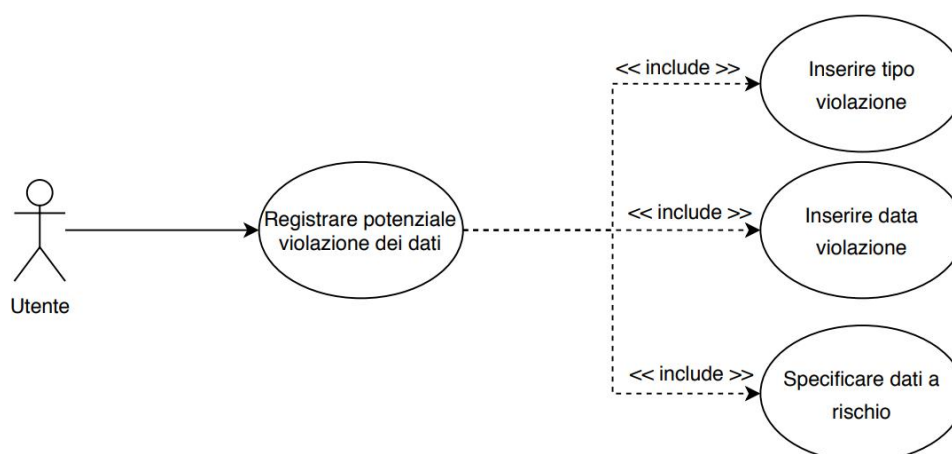 << include >>
Inserire tipo
violazione
Utente
Registrare potenziale
violazione dei dati
<< include >>
Inserire data
violazione
<< include >>
Specificare dati a
rischio